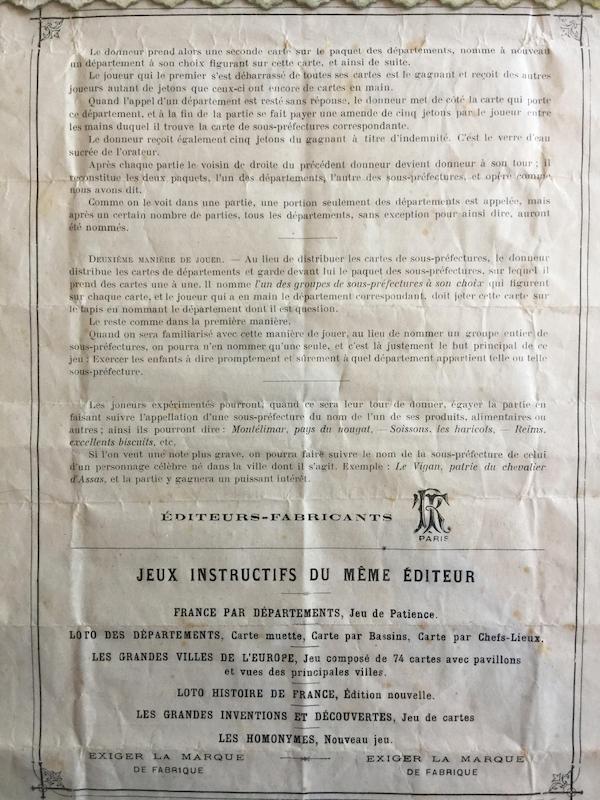 Le donneur prend alors une seconde carte sur le paquet des départements, nomme à nouveau
un département à son choix figurant sur cette carte, et ainsi de suite.
Le joueur qui le premier s'est débarrassé de toutes ses cartes est le gagnant et reçoit des autres
joueurs autant de jetons que ceux-ci ont encore de cartes en main.
Quand l'appel d'un département est resté sans réponse, le donneur met de côté la carte qui porte
ce département, et à la fin de la partie se fait payer une amende de cinq jetons par le joueur entre
les mains duquel il trouve la carte de sous-préfectures correspondante.
Le donneur reçoit également cinq jetons du gagnant à titre d'indemnité. C'est le verre d'eau
sucrée de l'orateur.
Après chaque partie le voisin de droite du précédent donneur devient donneur à son tour ; il
reconstitue les deux paquets, l'un des départements, l'autre des sous-préfectures, et opère comme
nous avons dit.
Comme on le voit dans une partie, une portion seulement des départements est appelée, mais
après un certain nombre de parties, tous les départements, sans exception pour ainsi dire, auront
été nommés.
DEUXIÈME MANIÈRE DE JOUER. — Au lieu de distribuer les cartes de sous-préfectures, le donneur
distribue les cartes de départements et garde devant lui le paquet des sous-préfectures, sur lequel il
prend des cartes une à une. Il nomme l'un des groupes de sous-préfectures à son choix qui figurent
sur chaque carte, et le joueur qui a en main le département correspondant, doit jeter cette carte sur
le tapis en nommant le département dont il est question.
Le reste comme dans la première manière.
Quand on sera familiarisé avec cette manière de jouer, au lieu de nommer un groupe entier de
sous-préfectures, on pourra n'en nommer qu'une seule, et c'est là justement le but principal de ce
jeu : Exercer les enfants à dire promptement et sûrement à quel département appartient telle ou telle
sous-préfecture.
Les joueurs expérimentés pourront, quand ce sera leur tour de donner, égayer la partie en
faisant suivre l'appellation d'une sous-préfecture du nom de l'un de ses produits, alimentaires ou
autres ; ainsi ils pourront dire : Montélimar, pays du nougat, — Soissons, les haricots, — Reims,
excellents biscuits, etc.
Si l'on veut une note plus grave, on pourra faire suivre le nom de la sous-préfecture de celui
d'un personnage célèbre né dans la ville dont il s'agit. Exemple : Le Vigan, patrie du chevalier
d'Assas, et la partie y gagnera un puissant intérêt.
ÉDITEURS-FABRICANTS
PARIS
JEUX INSTRUCTIFS DU MÊME ÉDITEUR
FRANCE PAR DÉPARTEMENTS, Jeu de Patience.
LOTO DES DÉPARTEMENTS, Carte muette, Carte par Bassins, Carte par Chefs-Lieux.
LES GRANDES VILLES DE L'EUROPE, Jeu composé de 74 cartes avec pavillons
et vues des principales villes.
LOTO HISTOIRE DE FRANCE, Édition nouvelle.
LES GRANDES INVENTIONS ET DÉCOUVERTES, Jeu de cartes
LES HOMONYMES, Nouveau jeu.
EXIGER LA MARQUE EXIGER LA MARQUE
DE FABRIQUE DE FABRIQUE